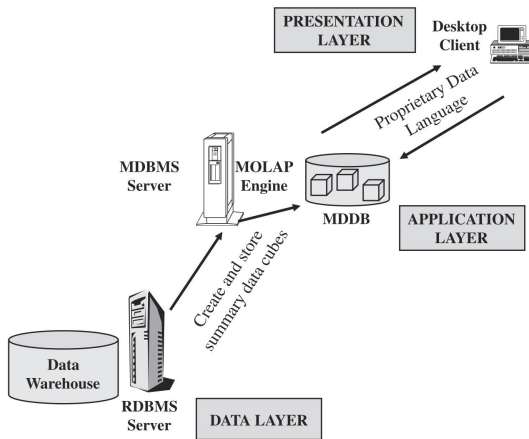 PRESENTATION
LAYER
Desktop
Client
Proprietary Data
Language
MDBMS
Server
MOLAP
Engine
MDDB
APPLICATION
LAYER
Create and store
summary data cubes
Data
Warehouse
RDBMS
Server
DATA LAYER